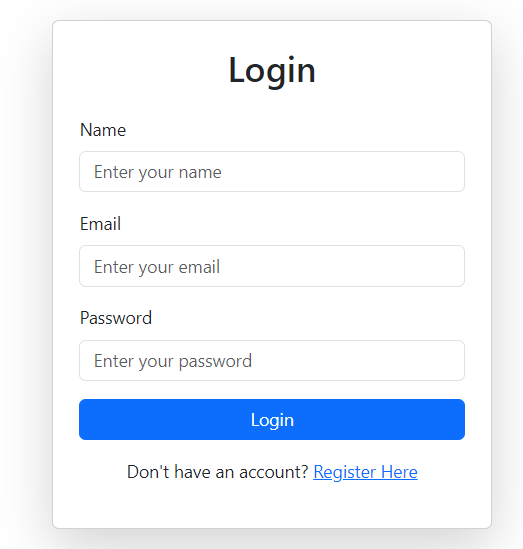 Login
Name
Enter your name
Email
Enter your email
Password
Enter your password
Login
Don't have an account? Register Here